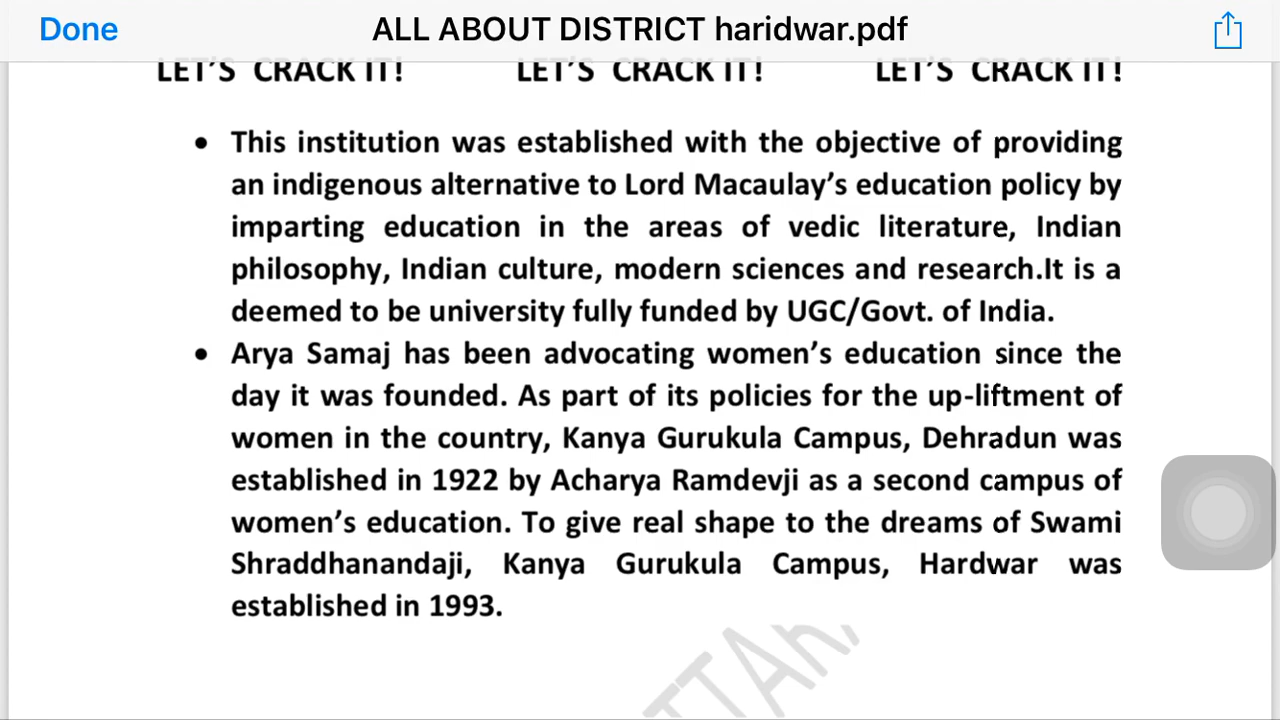 Done
ALL ABOUT DISTRICT haridwar.pdf
LET'S CRACK IT! LET'S CRACK IT! LET'S CRACK IT!
• This institution was established with the objective of providing
an indigenous alternative to Lord Macaulay's education policy by
imparting education in the areas of vedic literature, Indian
philosophy, Indian culture, modern sciences and research.It is a
deemed to be university fully funded by UGC/Govt. of India.
• Arya Samaj has been advocating women's education since the
day it was founded. As part of its policies for the up-liftment of
women in the country, Kanya Gurukula Campus, Dehradun was
established in 1922 by Acharya Ramdevji as a second campus of
women's education. To give real shape to the dreams of Swami
Shraddhanandaji, Kanya Gurukula Campus, Hardwar was
established in 1993.